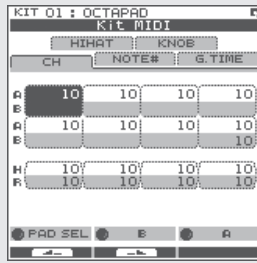 KIT 01 : OCTAPAD
Kit MIDI
HIHAT KNOB
CH NOTE# G.TIME
A 10 10 10 10
B
A 10 10 10 10
B 10
H 10 10 10 10
R 10 10 10 10
PAD SEL B A